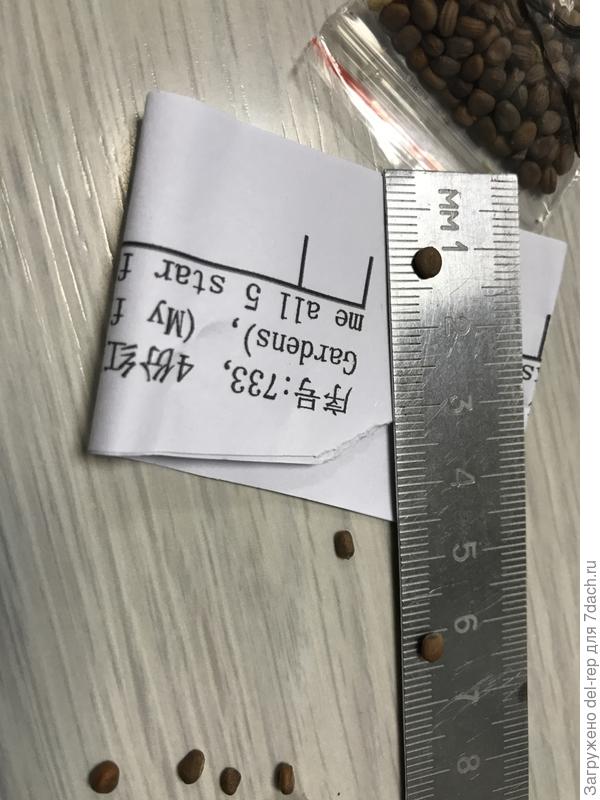 序号:733, 4份红
Gardens), (My f
me all 5 star f
MM 1 2 3 4 5 6 7 8
Загружено del-rep для 7dach.ru